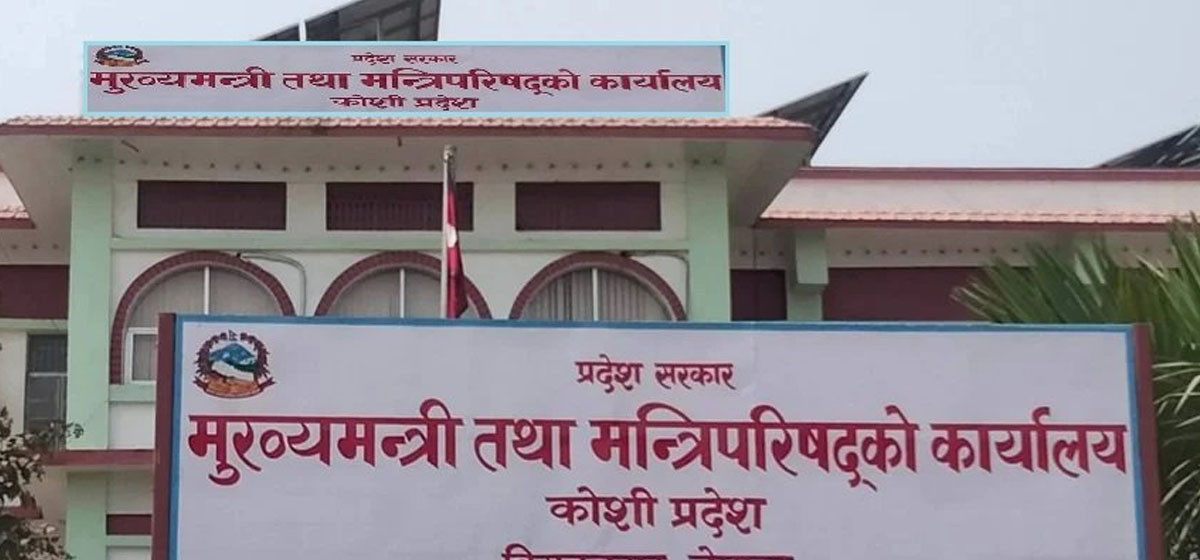 प्रदेश सरकार
मुख्यमन्त्री तथा मन्त्रिपरिषद्को कार्यालय
कोशी प्रदेश
प्रदेश सरकार
मुख्यमन्त्री तथा मन्त्रिपरिषद्को कार्यालय
कोशी प्रदेश